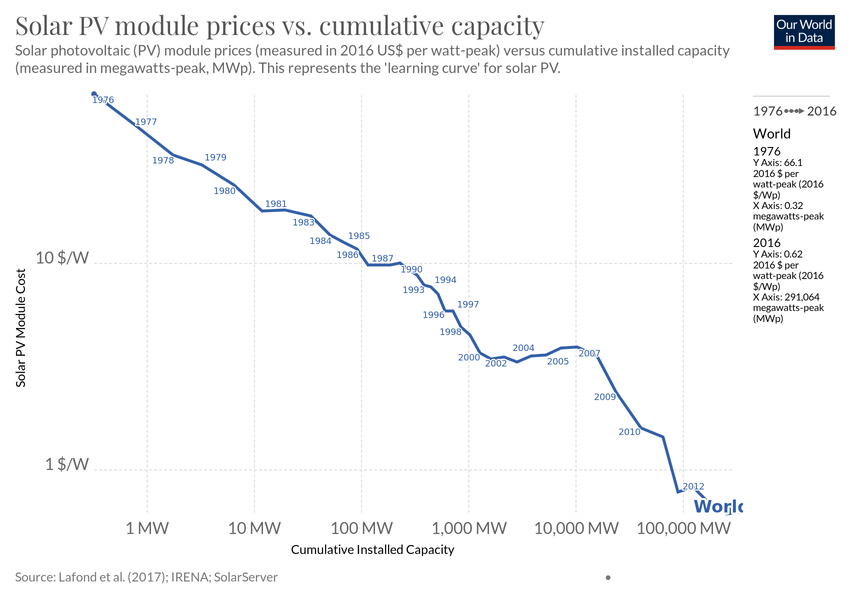 Solar PV module prices vs. cumulative capacity
Solar photovoltaic (PV) module prices (measured in 2016 US$ per watt-peak) versus cumulative installed capacity
(measured in megawatts-peak, MWp). This represents the 'learning curve' for solar PV.
Our World
in Data
1976 2016
World
1976
Y Axis: 66.1
2016 $ per
watt-peak (2016
$/Wp)
X Axis: 0.32
megawatts-peak
(MWp)
2016
Y Axis: 0.62
2016 $ per
watt-peak (2016
$/Wp)
X Axis: 291,064
megawatts-peak
(MWp)
Solar PV Module Cost
10 $/W
1 $/W
1976
1977
1978
1979
1980
1981
1983
1984
1985
1986
1987
1990
1993
1994
1996
1997
1998
2000
2002
2004
2005
2007
2009
2010
2012
World
1 MW
10 MW
100 MW
1,000 MW
10,000 MW
100,000 MW
Cumulative Installed Capacity
Source: Lafond et al. (2017); IRENA; SolarServer